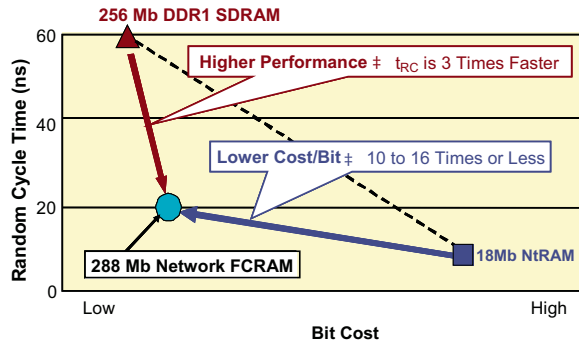 256 Mb DDR1 SDRAM
60
Higher Performance ‡ tRC is 3 Times Faster
40
Lower Cost/Bit ‡ 10 to 16 Times or Less
20
288 Mb Network FCRAM
18Mb NtRAM
0
Random Cycle Time (ns)
Low
High
Bit Cost